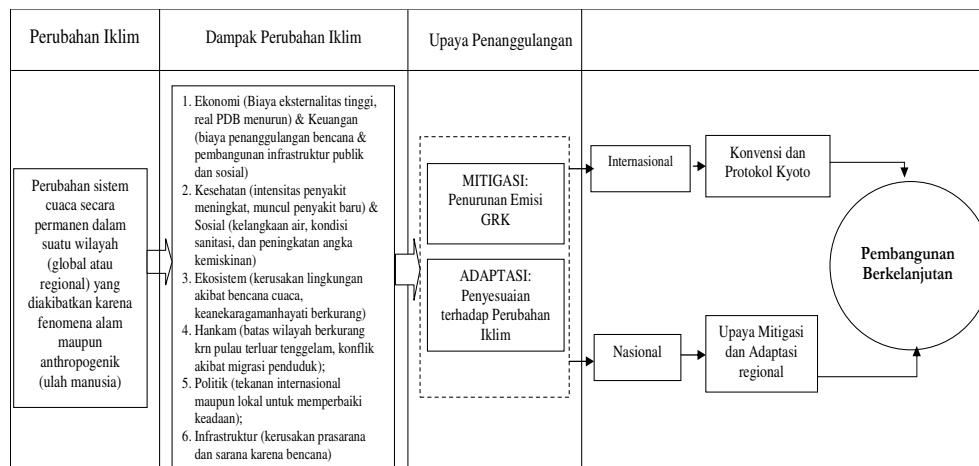 Perubahan Iklim
Dampak Perubahan Iklim
Upaya Penanggulangan
Perubahan sistem
cuaca secara
permanen dalam
suatu wilayah
(global atau
regional) yang
diakibatkan karena
fenomena alam
maupun
anthropogenik
(ulah manusia)
1. Ekonomi (Biaya eksternalitas tinggi,
real PDB menurun) & Keuangan
(biaya penanggulangan bencana &
pembangunan infrastruktur publik
dan sosial)
2. Kesehatan (intensitas penyakit
meningkat, muncul penyakit baru) &
Sosial (kelangkaan air, kondisi
sanitasi, dan peningkatan angka
kemiskinan)
3. Ekosistem (kerusakan lingkungan
akibat bencana cuaca,
keanekaragamanhayati berkurang)
4. Hankam (batas wilayah berkurang
krn pulau terluar tenggelam, konflik
akibat migrasi penduduk);
5. Politik (tekanan internasional
maupun lokal untuk memperbaiki
keadaan);
6. Infrastruktur (kerusakan prasarana
dan sarana karena bencana)
MITIGASI:
Penurunan Emisi
GRK
ADAPTASI:
Penyesuaian
terhadap Perubahan
Iklim
Internasional
Konvensi dan
Protokol Kyoto
Nasional
Upaya Mitigasi
dan Adaptasi
regional
Pembangunan
Berkelanjutan